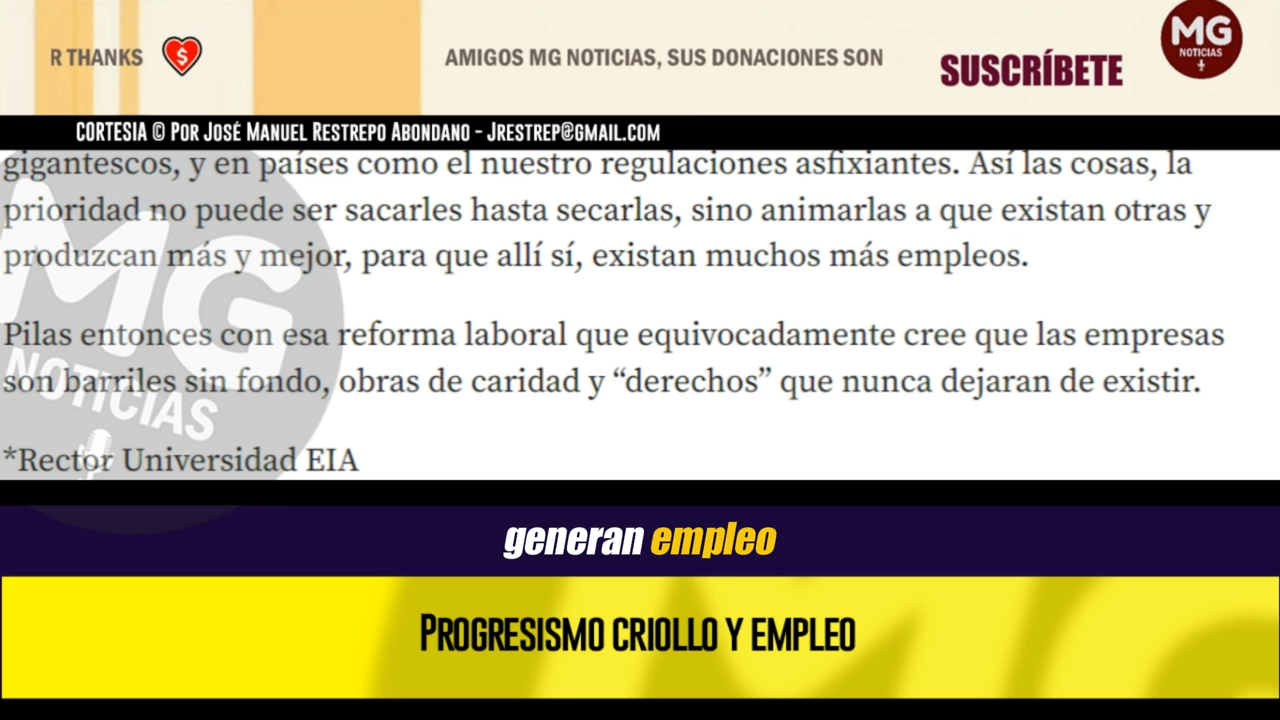 R THANKS
AMIGOS MG NOTICIAS, SUS DONACIONES SON
SUSCRÍBETE
MG
NOTICIAS
CORTESIA © POR JOSÉ MANUEL RESTREPO ABONDANO - JRESTREP@GMAIL.COM
gigantescos, y en países como el nuestro regulaciones asfixiantes. Así las cosas, la
prioridad no puede ser sacarles hasta secarlas, sino animarlas a que existan otras y
produzcan más y mejor, para que allí sí, existan muchos más empleos.
Pilas entonces con esa reforma laboral que equivocadamente cree que las empresas
son barriles sin fondo, obras de caridad y “derechos” que nunca dejaran de existir.
*Rector Universidad EIA
MG
NOTICIAS
generan empleo
PROGRESISMO CRIOLLO Y EMPLEO